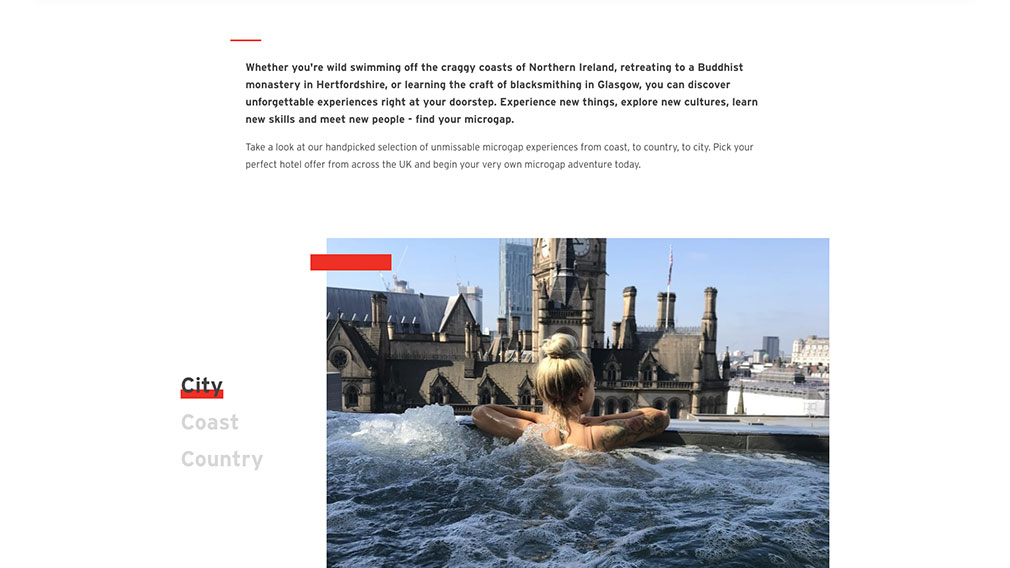 Whether you're wild swimming off the craggy coasts of Northern Ireland, retreating to a Buddhist
monastery in Hertfordshire, or learning the craft of blacksmithing in Glasgow, you can discover
unforgettable experiences right at your doorstep. Experience new things, explore new cultures, learn
new skills and meet new people - find your microgap.
Take a look at our handpicked selection of unmissable microgap experiences from coast, to country, to city. Pick your
perfect hotel offer from across the UK and begin your very own microgap adventure today.
City
Coast
Country